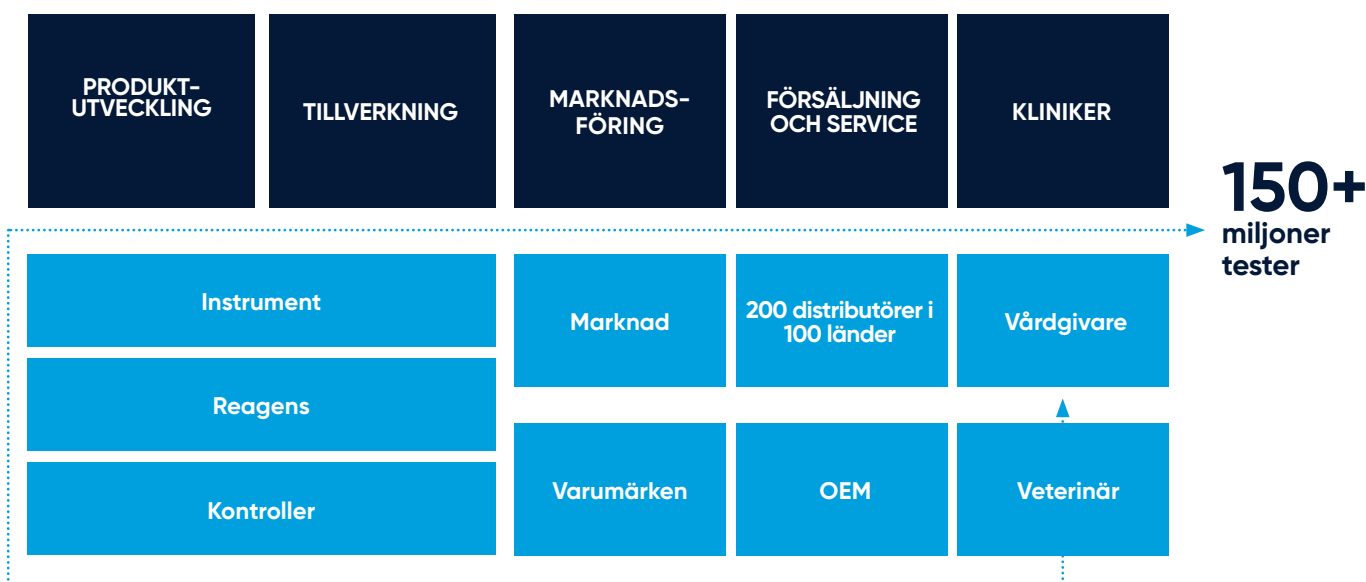 PRODUKT-
UTVECKLING
TILLVERKNING
MARKNADS-
FÖRING
FÖRSÄLJNING
OCH SERVICE
KLINIKER
150+
miljoner
tester
Instrument
Reagens
Kontroller
Marknad
200 distributörer i
100 länder
Vårdgivare
Varumärken
OEM
Veterinär